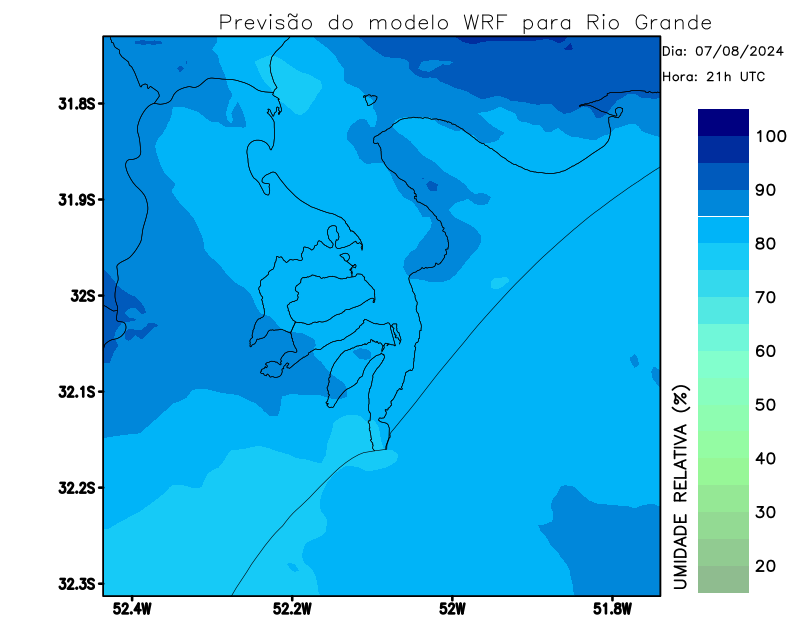 Previsão do modelo WRF para Rio Grande
Dia: 07/08/2024
Hora: 21h UTC
31.8S
31.9S
32S
32.1S
32.2S
32.3S
52.4W
52.2W
52W
51.8W
UMIDADE RELATIVA (%)
100
90
80
70
60
50
40
30
20